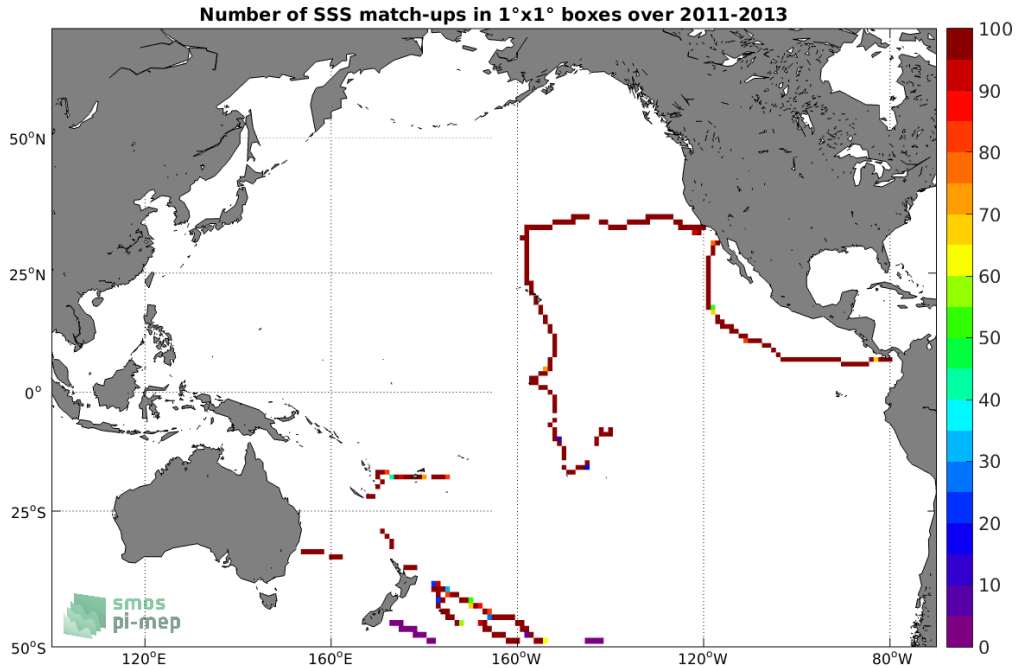 Number of SSS match-ups in 1°x1° boxes over 2011-2013
50°N
25°N
0°
25°S
50°S
120°E
160°E
160°W
120°W
80°W
100
90
80
70
60
50
40
30
20
10
0
smos
pi-mep